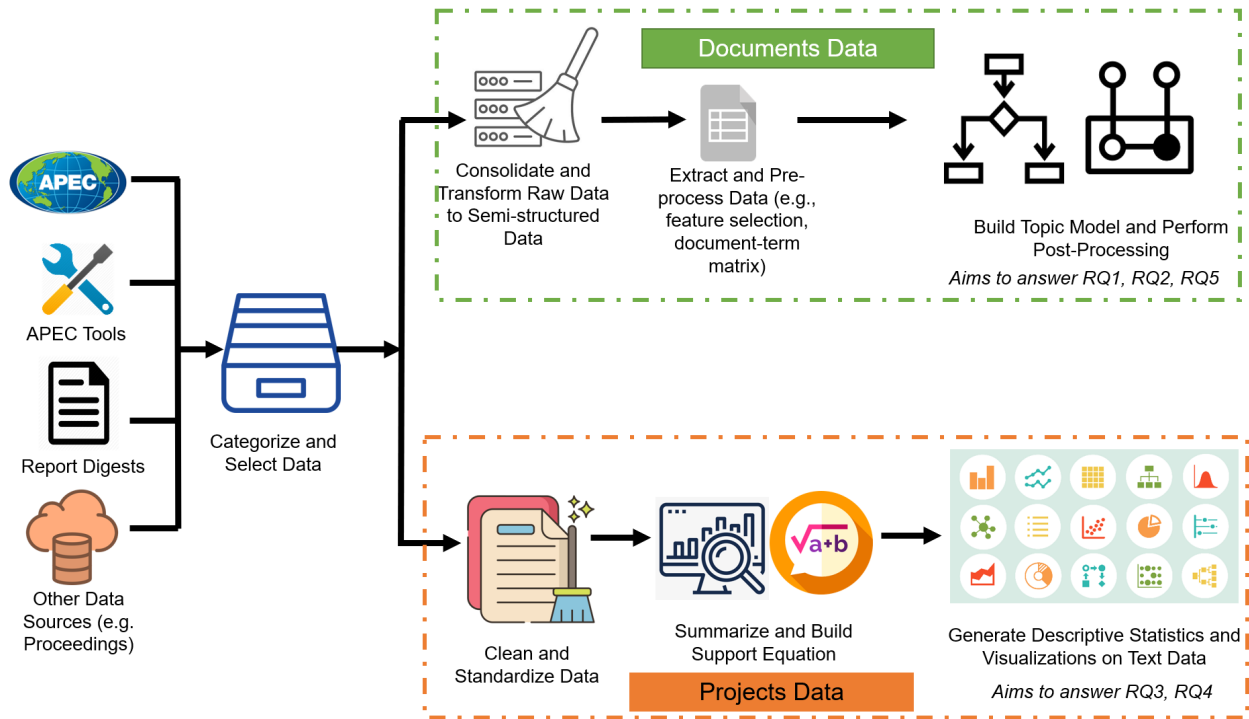 APEC
APEC Tools
Report Digests
Other Data
Sources (e.g.
Proceedings)
Categorize and
Select Data
Documents Data
Consolidate and
Transform Raw Data
to Semi-structured
Data
Extract and Pre-
process Data (e.g.,
feature selection,
document-term
matrix)
Build Topic Model and Perform
Post-Processing
Aims to answer RQ1, RQ2, RQ5
Clean and
Standardize Data
√a+b
Summarize and Build
Support Equation
Projects Data
Generate Descriptive Statistics and
Visualizations on Text Data
Aims to answer RQ3, RQ4